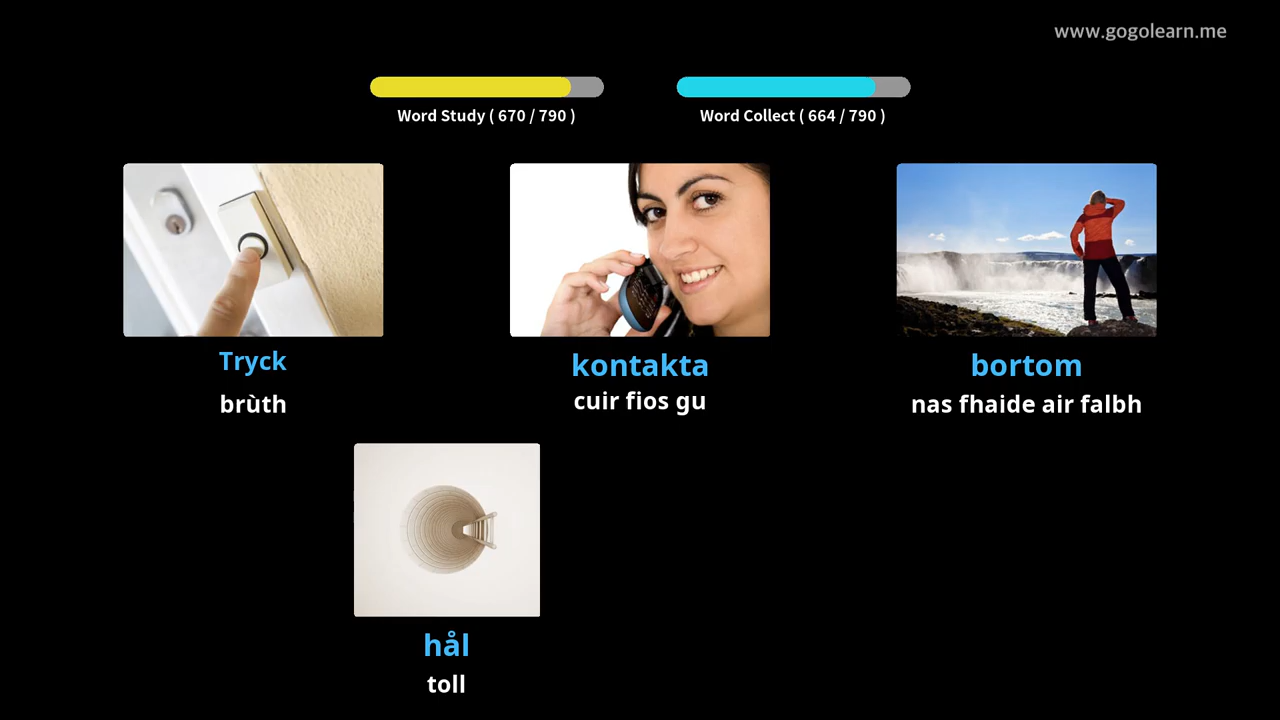 www.gogolearn.me
Word Study ( 670 / 790 )
Word Collect ( 664 / 790 )
Tryck
brùth
kontakta
cuir fios gu
bortom
nas fhaide air falbh
hål
toll